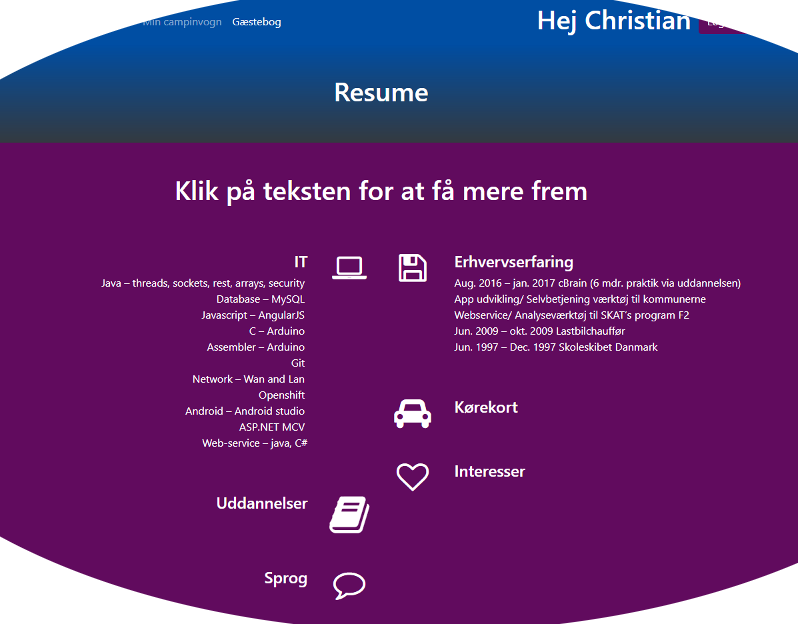 Min campinvogn Gæstebog
Hej Christian
Resume
Klik på teksten for at få mere frem
IT
Java – threads, sockets, rest, arrays, security
Database – MySQL
Javascript – AngularJS
C – Arduino
Assembler – Arduino
Git
Network – Wan and Lan
Openshift
Android – Android studio
ASP.NET MCV
Web-service – java, C#
Uddannelser
Sprog
Erhvervserfaring
Aug. 2016 – jan. 2017 cBrain (6 mdr. praktik via uddannelsen)
App udvikling/ Selvbetjening værktøj til kommunerne
Webservice/ Analyseværktøj til SKAT's program F2
Jun. 2009 – okt. 2009 Lastbilchauffør
Jun. 1997 – Dec. 1997 Skoleskibet Danmark
Kørekort
Interesser